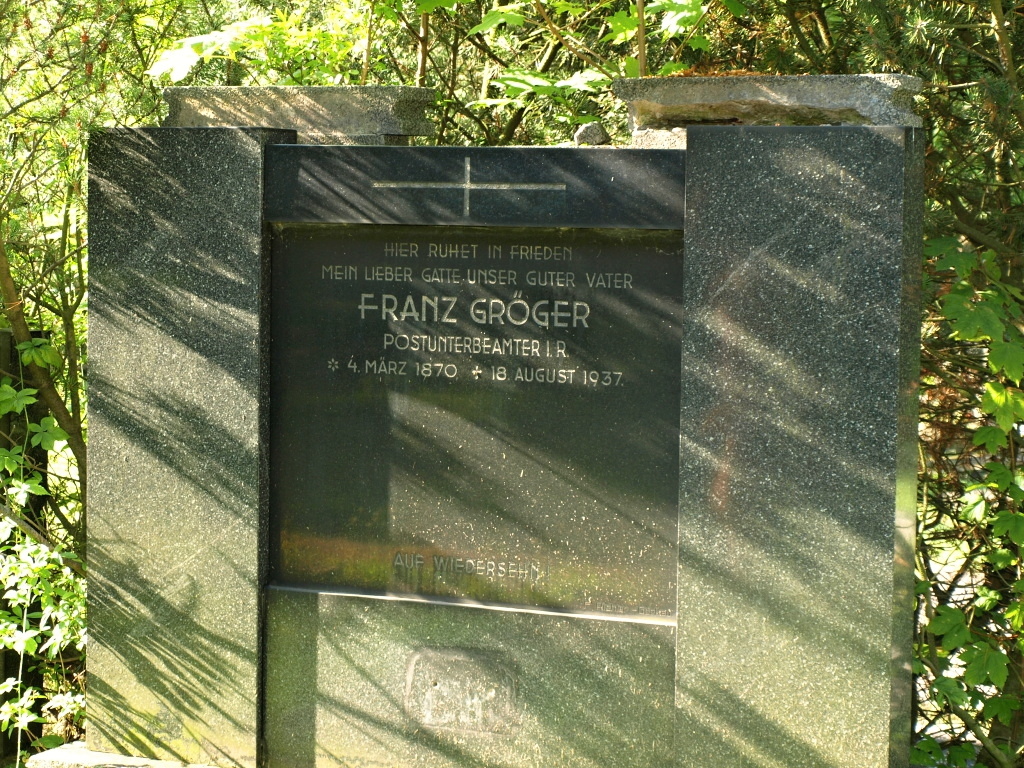 HIER RUHET IN FRIEDEN
MEIN LIEBER GATTE. UNSER GUTER VATER
FRANZ GRÖGER
POSTUNTERBEAMTER I. R.
* 4. MÄRZ 1870. ✢ 18. AUGUST 1937.
AUF WIEDERSEHN!